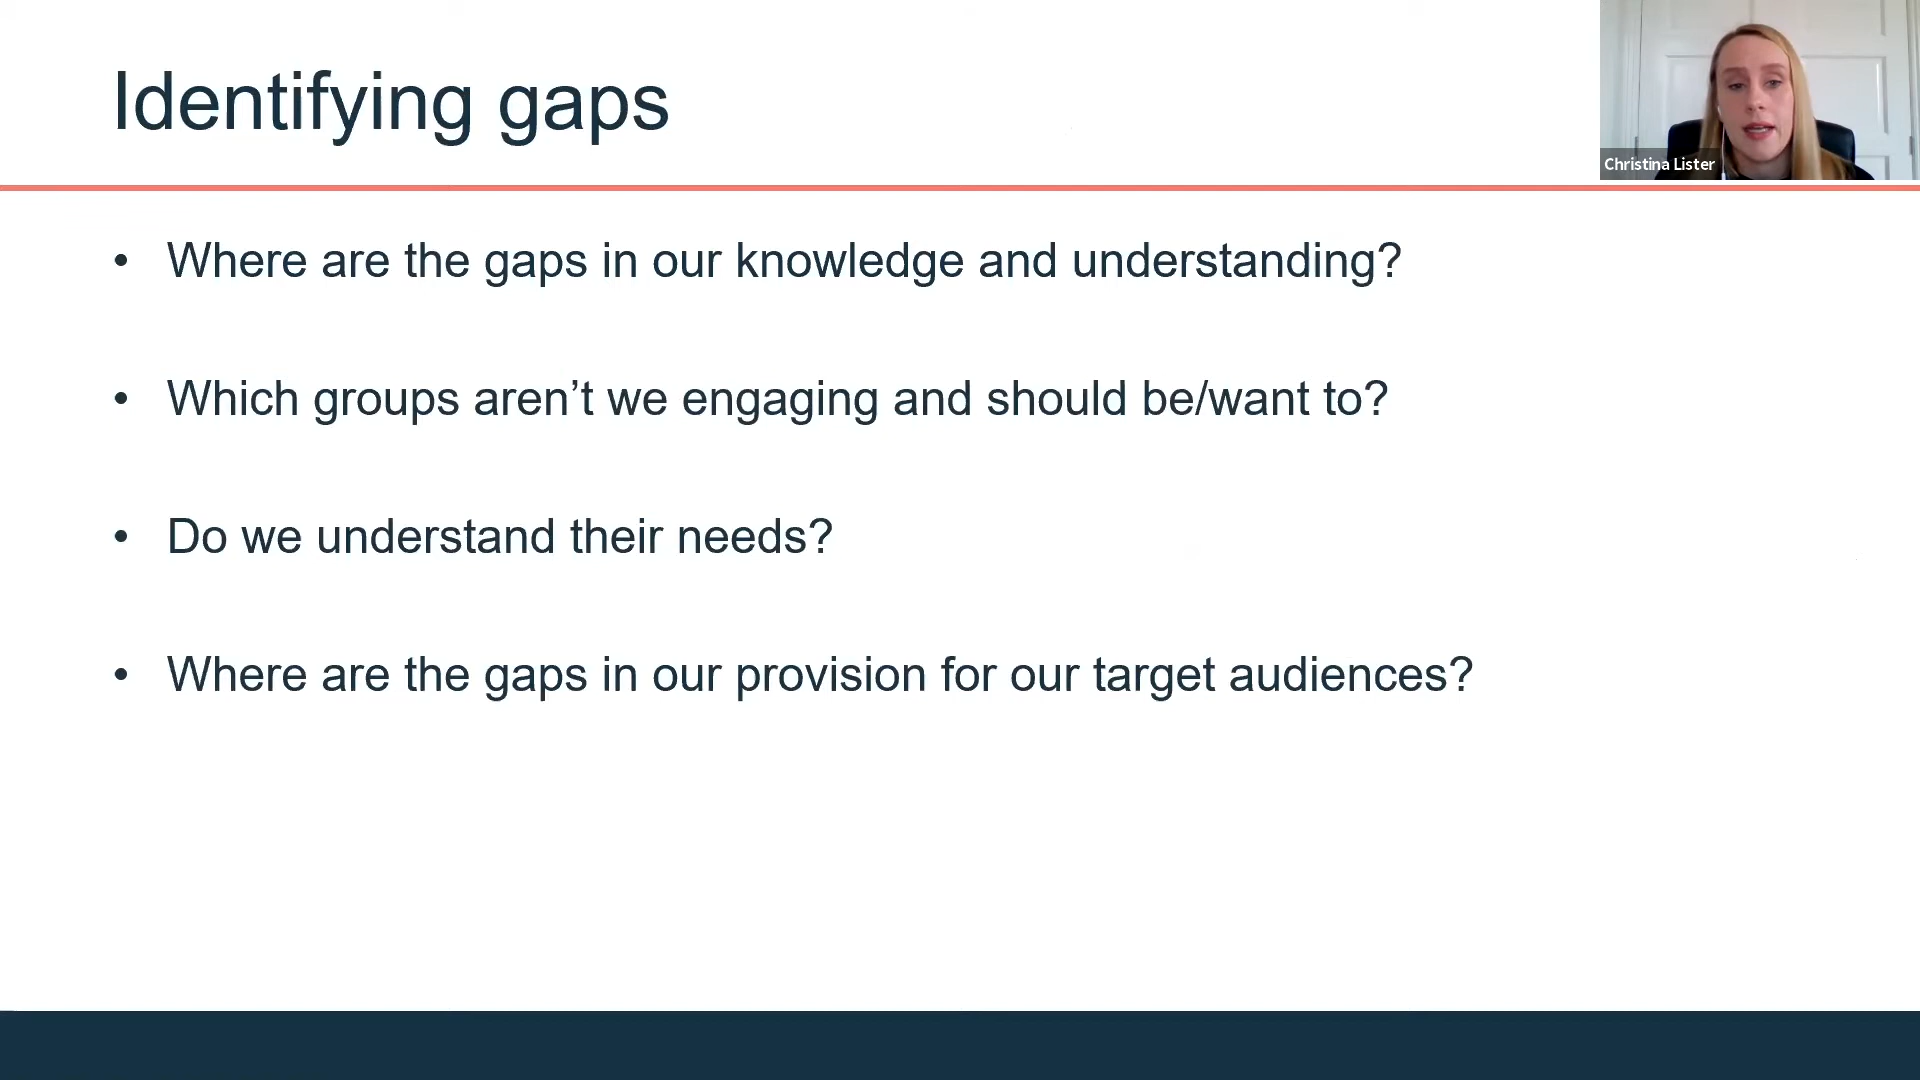 Identifying gaps
Christina Lister
• Where are the gaps in our knowledge and understanding?
• Which groups aren’t we engaging and should be/want to?
• Do we understand their needs?
• Where are the gaps in our provision for our target audiences?